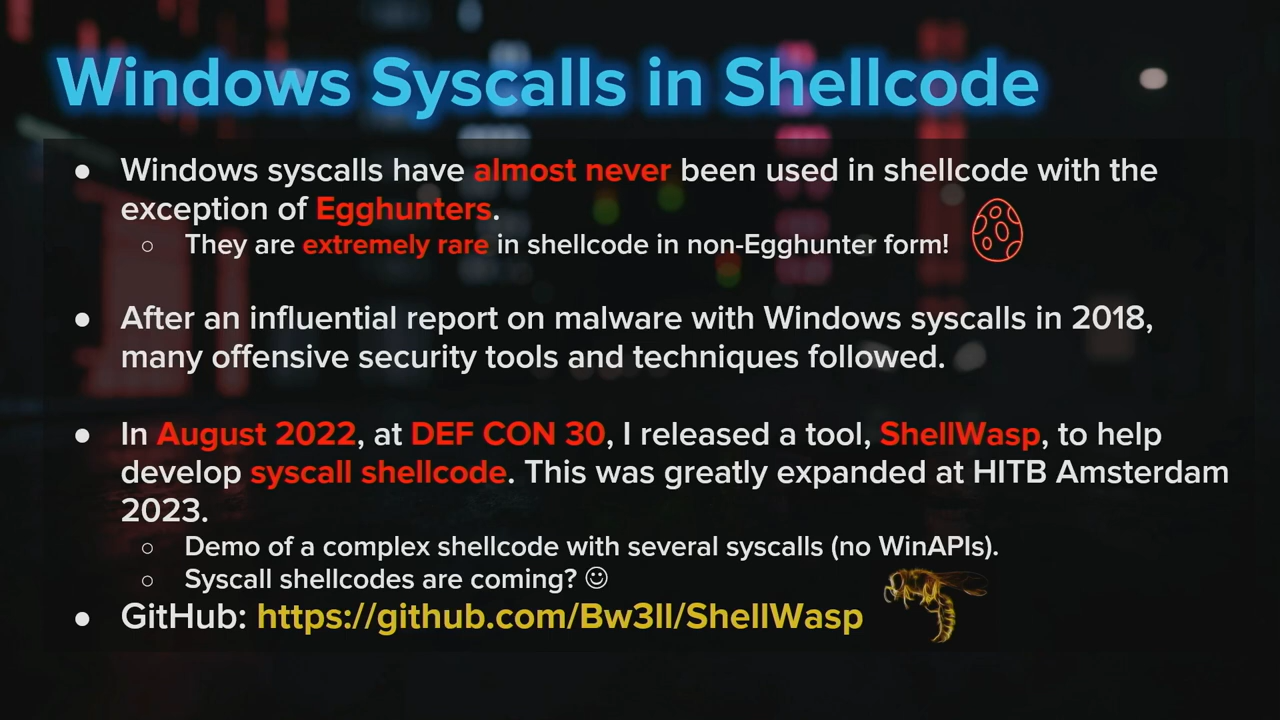 Windows Syscalls in Shellcode
● Windows syscalls have almost never been used in shellcode with the
exception of Egghunters.
○ They are extremely rare in shellcode in non-Egghunter form!
● After an influential report on malware with Windows syscalls in 2018,
many offensive security tools and techniques followed.
● In August 2022, at DEF CON 30, I released a tool, ShellWasp, to help
develop syscall shellcode. This was greatly expanded at HITB Amsterdam
2023.
○ Demo of a complex shellcode with several syscalls (no WinAPIs).
○ Syscall shellcodes are coming? ☺
● GitHub: https://github.com/Bw3ll/ShellWasp